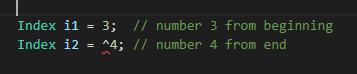 Index i1 = 3;  // number 3 from beginning
Index i2 = ^4; // number 4 from end